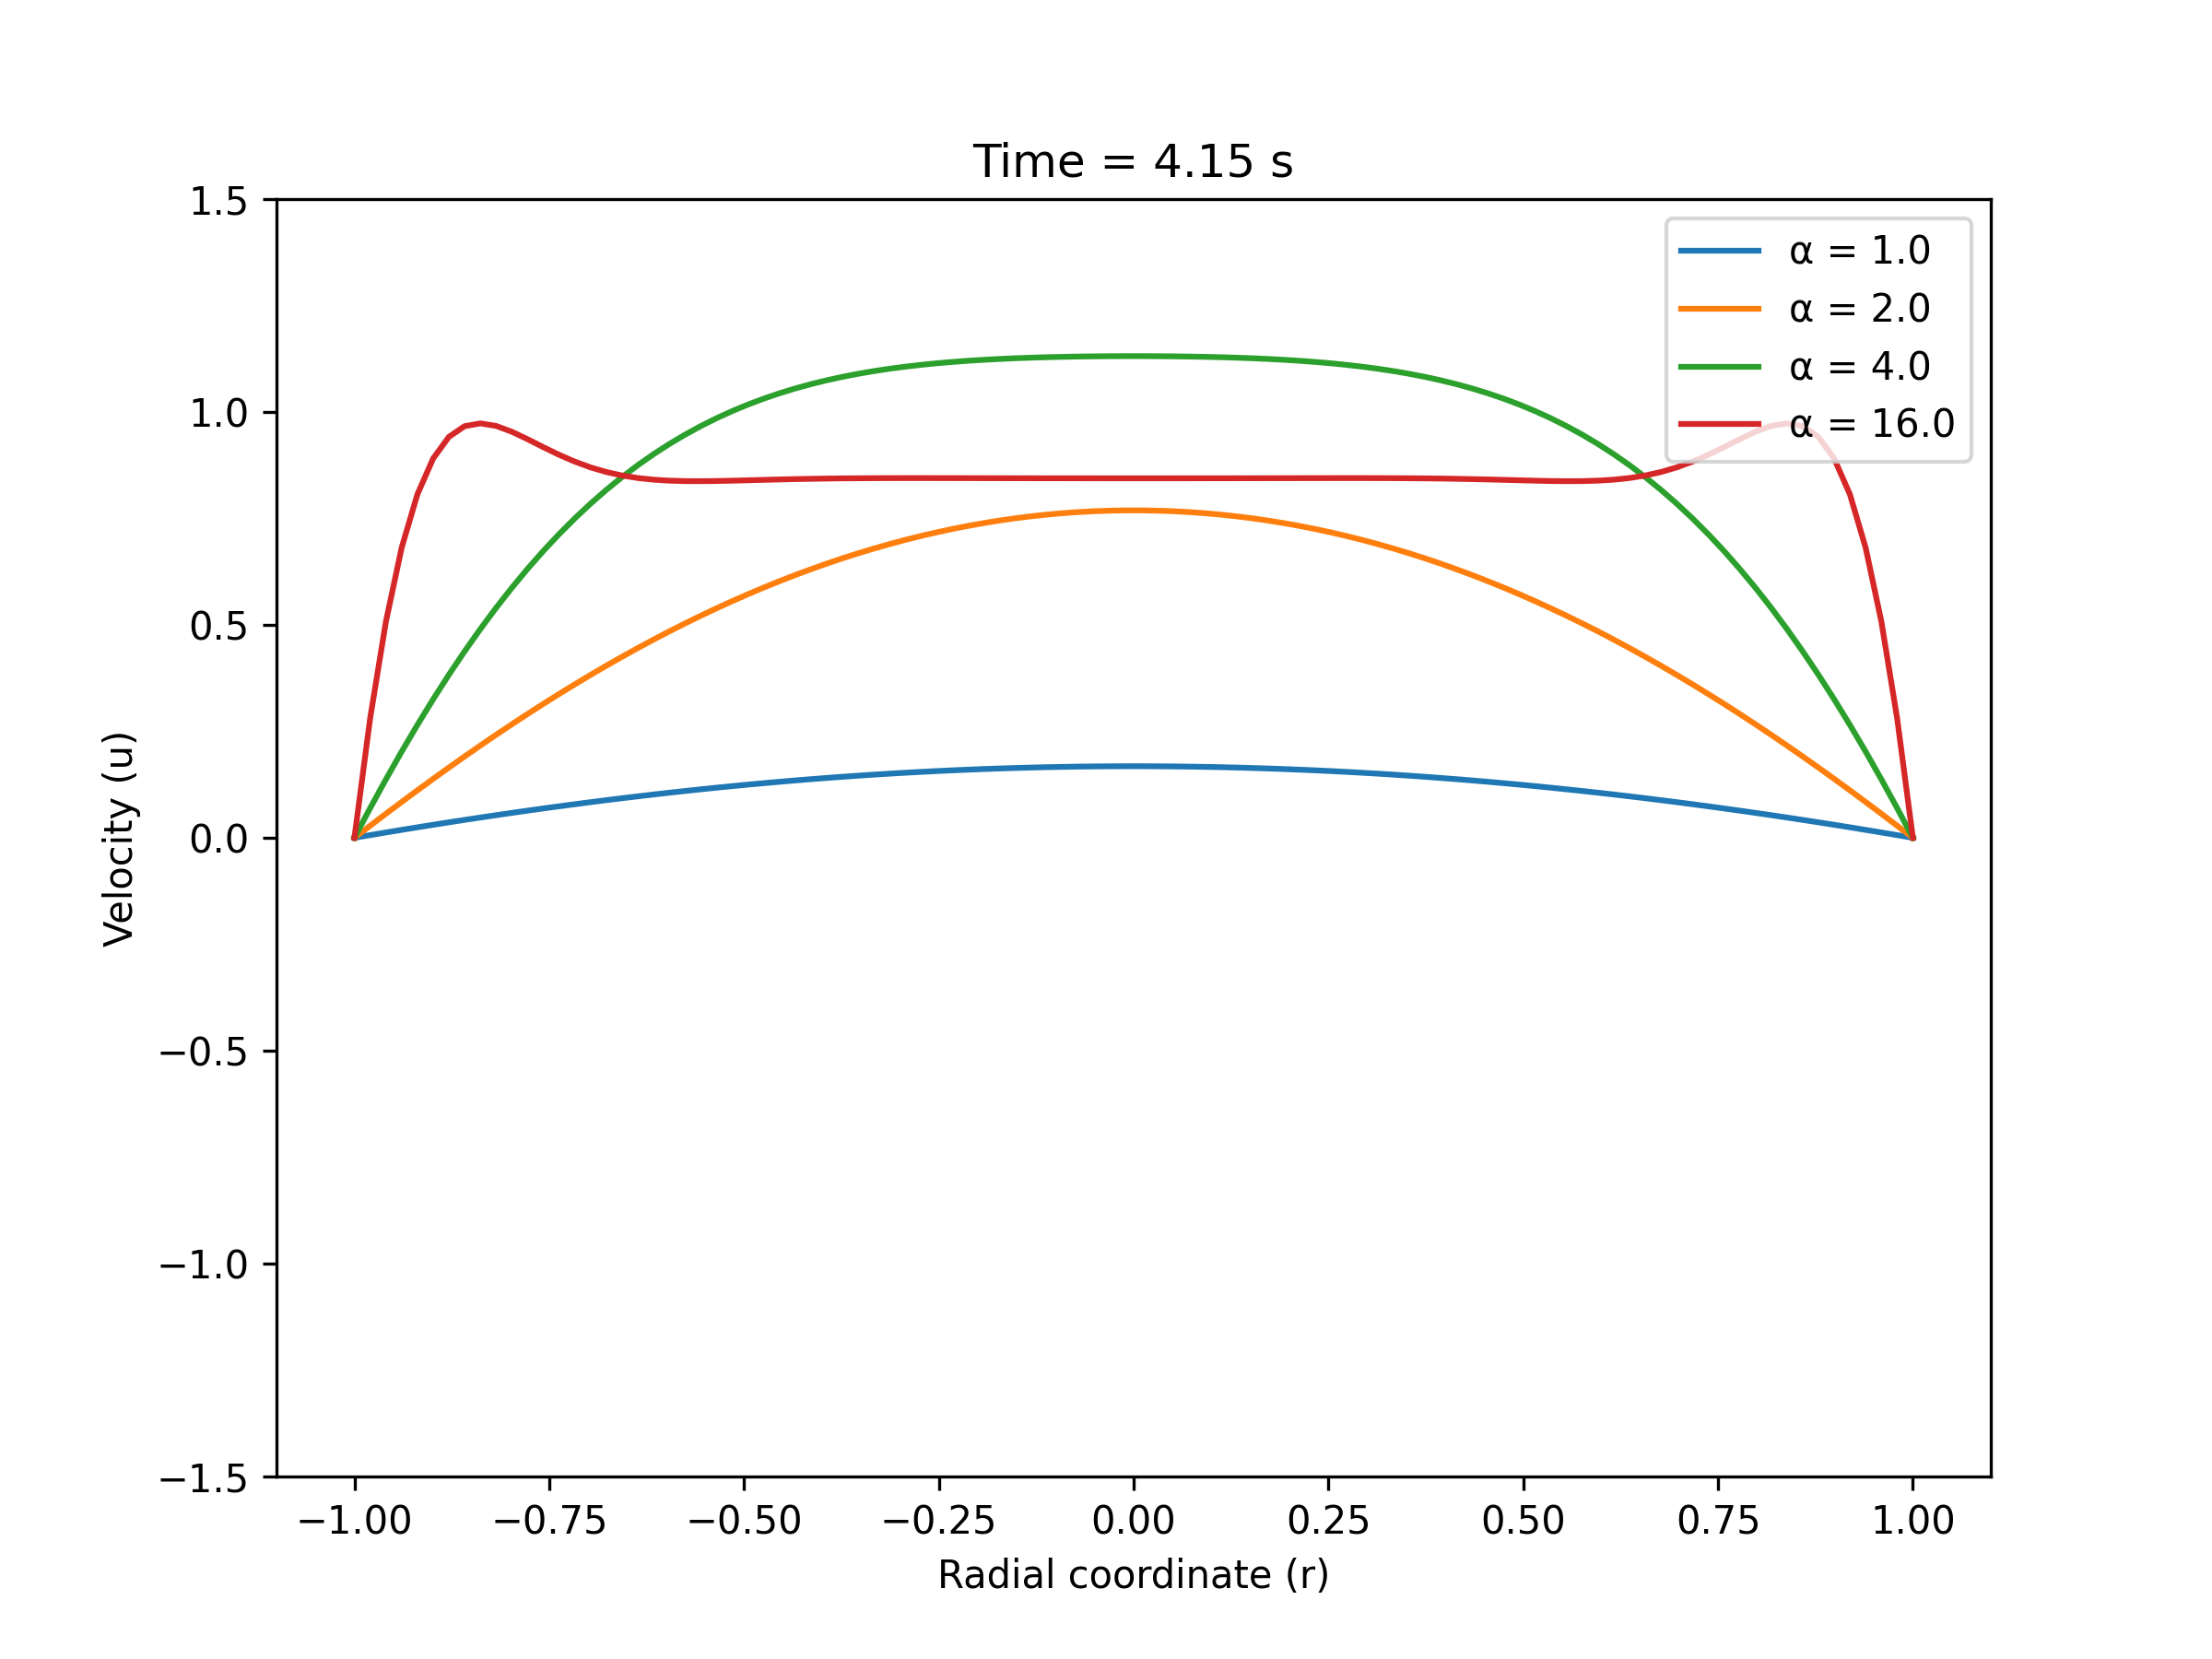 Time = 4.15 s
α = 1.0
α = 2.0
α = 4.0
α = 16.0
1.5
1.0
0.5
0.0
−0.5
−1.0
−1.5
Velocity (u)
−1.00 −0.75 −0.50 −0.25 0.00 0.25 0.50 0.75 1.00
Radial coordinate (r)